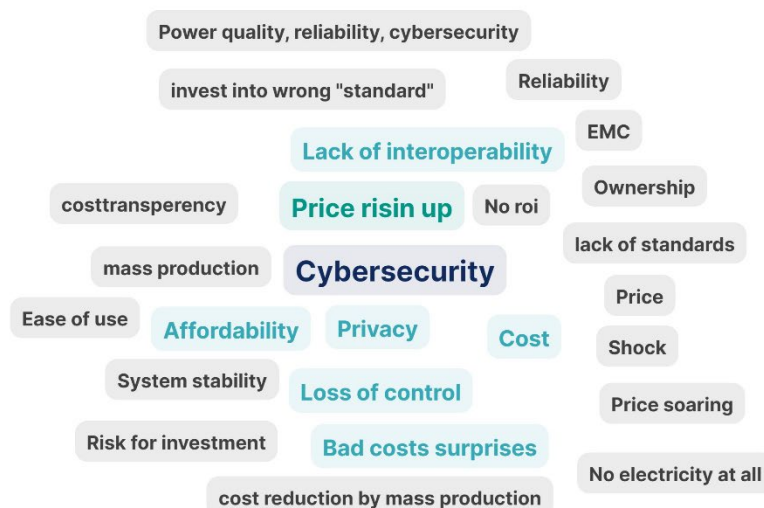 Power quality, reliability, cybersecurity
Reliability
invest into wrong "standard"
EMC
Lack of interoperability
Ownership
costtransperency
Price risin up
No roi
lack of standards
mass production
Cybersecurity
Price
Ease of use
Affordability
Privacy
Cost
Shock
System stability
Loss of control
Price soaring
Risk for investment
Bad costs surprises
No electricity at all
cost reduction by mass production